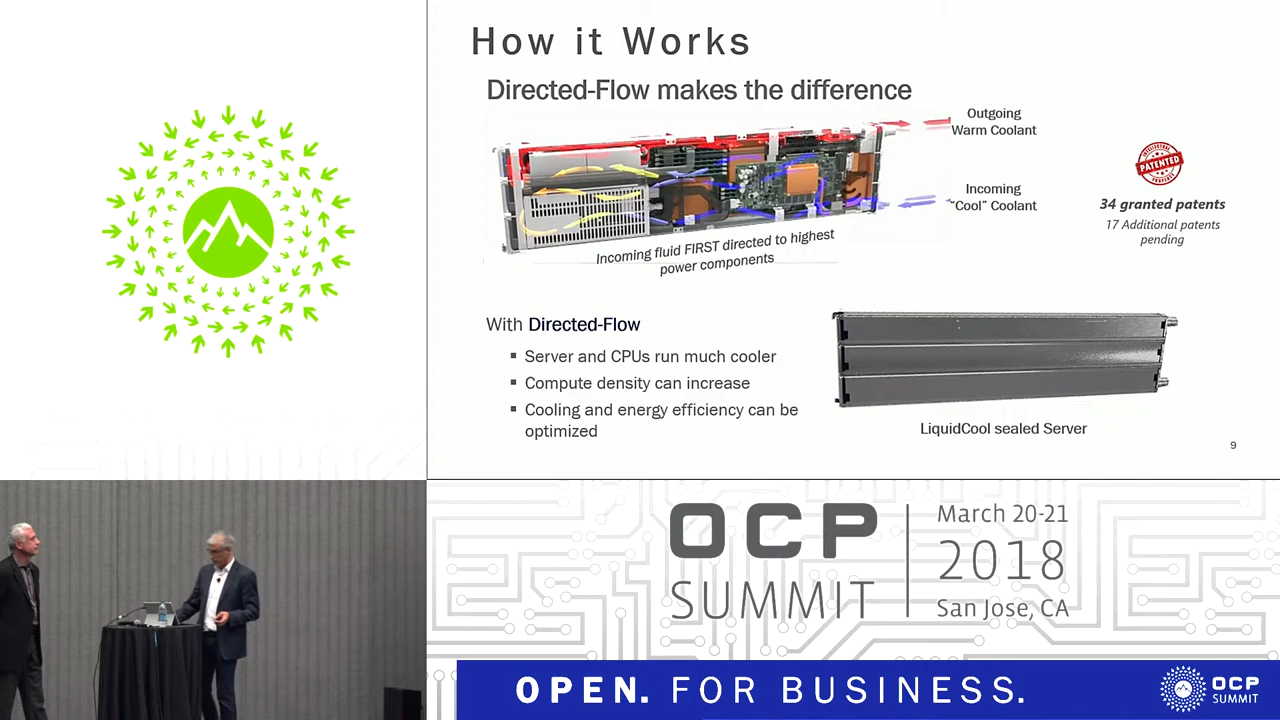 How it Works
Directed-Flow makes the difference
Outgoing
Warm Coolant
Incoming
"Cool" Coolant
Incoming fluid FIRST directed to highest
power components
PATENTED
34 granted patents
17 Additional patents
pending
With Directed-Flow
▪ Server and CPUs run much cooler
▪ Compute density can increase
▪ Cooling and energy efficiency can be
optimized
LiquidCool sealed Server
9
OCP
SUMMIT
March 20-21
2018
San Jose, CA
OPEN. FOR BUSINESS.
OCP
SUMMIT